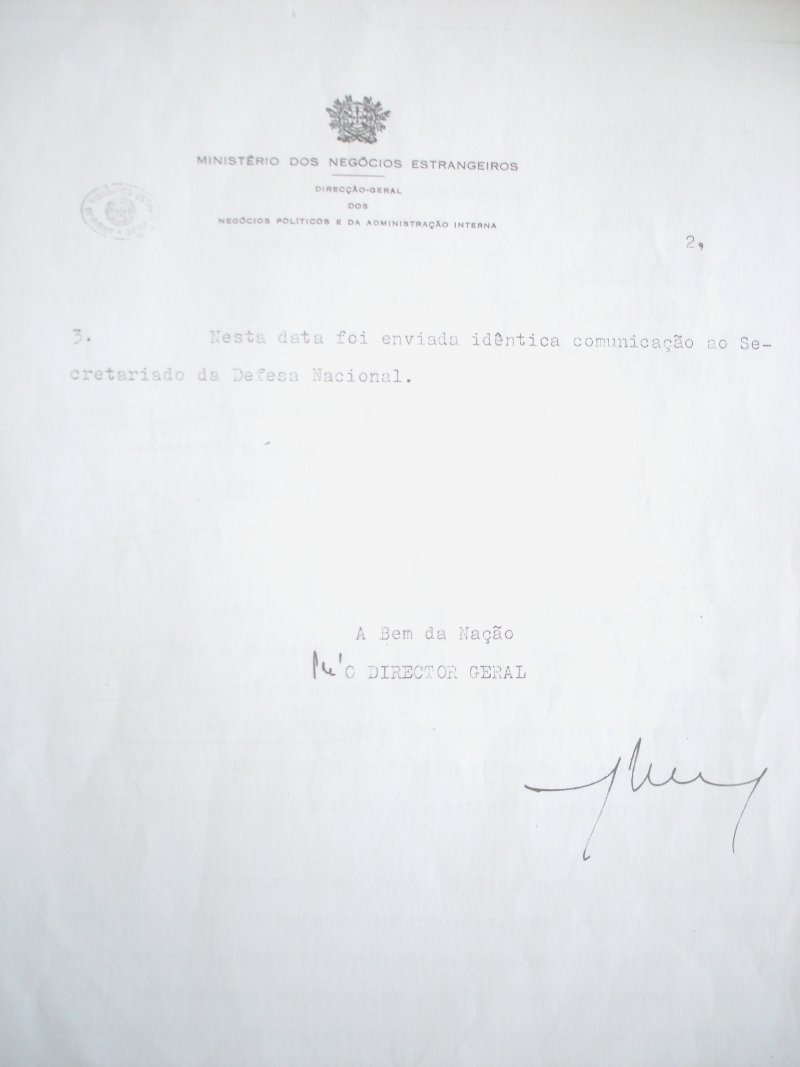 MINISTÉRIO DOS NEGÓCIOS ESTRANGEIROS
DIRECÇÃO-GERAL
DOS
NEGÓCIOS POLÍTICOS E DA ADMINISTRAÇÃO INTERNA
2,
3. Nesta data foi enviada idêntica comunicação ao Se-
cretariado da Defesa Nacional.
A Bem da Nação
O DIRECTOR GERAL